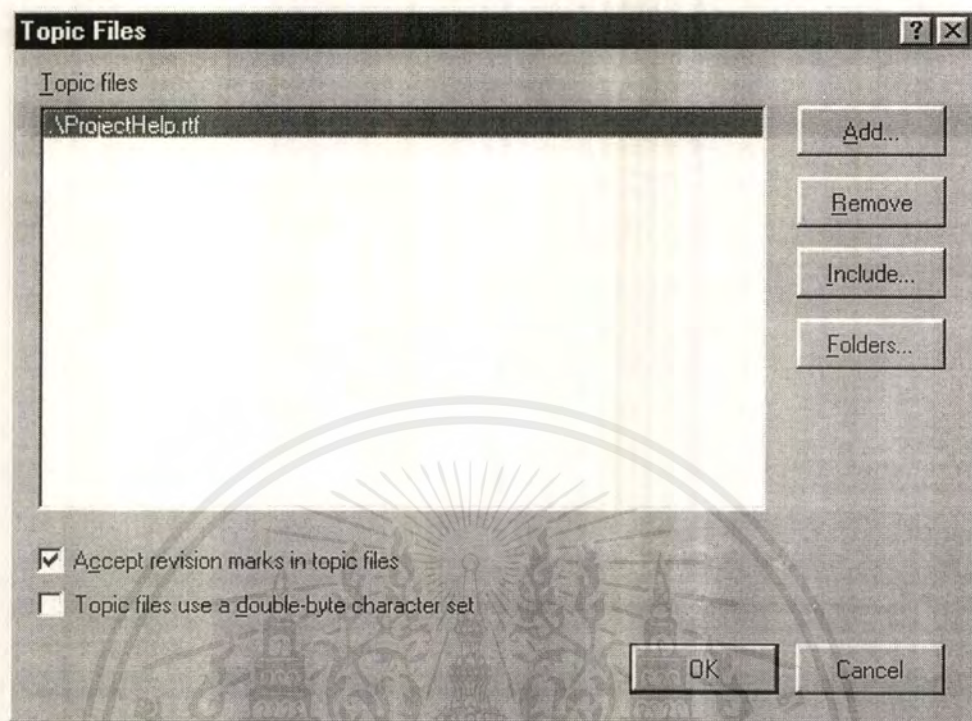 Topic Files
Topic files
.\ProjectHelp.rtf
Add...
Remove
Include...
Folders...
Accept revision marks in topic files
Topic files use a double-byte character set
OK
Cancel